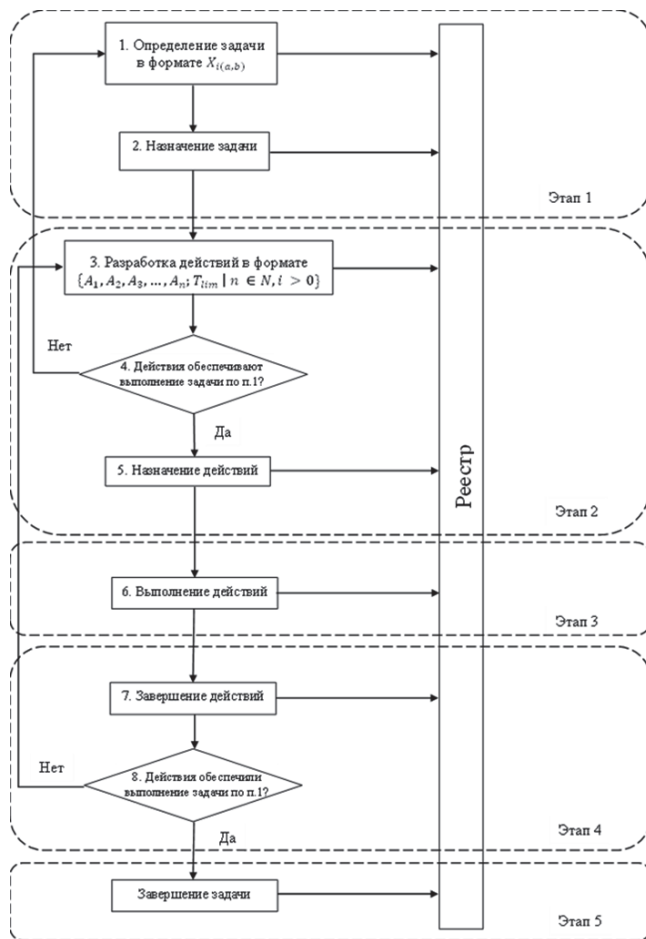 1. Определение задачи
в формате X_{i(a,b)}
2. Назначение задачи
Этап 1
3. Разработка действий в формате
{A_1, A_2, A_3, ..., A_n; T_{lim} | n ∈ N, i > 0}
Нет
4. Действия обеспечивают
выполнение задачи по п.1?
Да
5. Назначение действий
Реестр
Этап 2
6. Выполнение действий
Этап 3
7. Завершение действий
Нет
8. Действия обеспечили
выполнение задачи по п.1?
Да
Этап 4
Завершение задачи
Этап 5